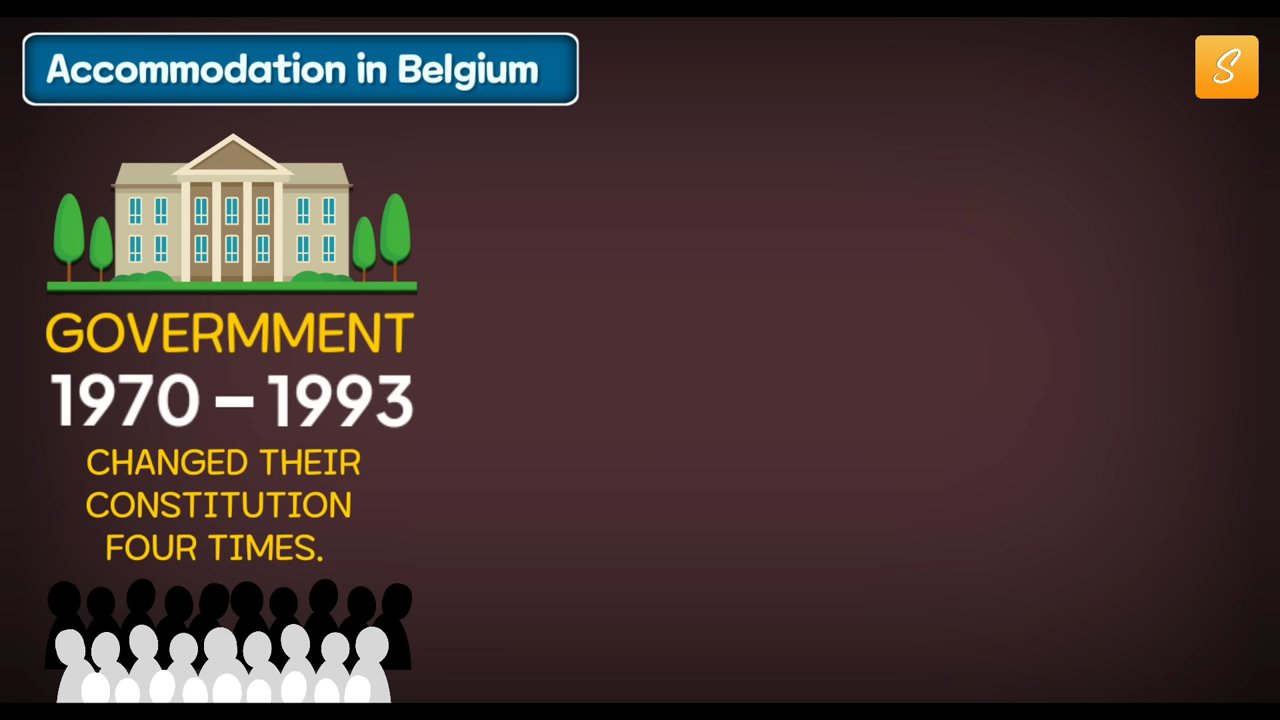 Accommodation in Belgium
S
GOVERMMENT
1970 – 1993
CHANGED THEIR
CONSTITUTION
FOUR TIMES.